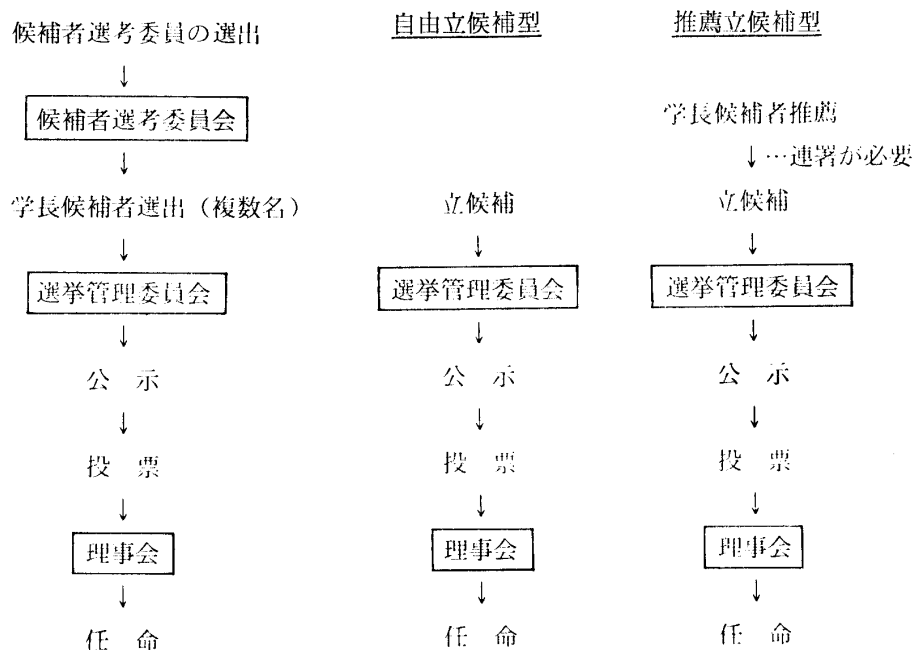 候補者選考委員の選出
↓
候補者選考委員会
↓
学長候補者選出（複数名）
↓
選挙管理委員会
↓
公　示
↓
投　票
↓
理事会
↓
任　命
自由立候補型
立候補
↓
選挙管理委員会
↓
公　示
↓
投　票
↓
理事会
↓
任　命
推薦立候補型
学長候補者推薦
↓…連署が必要
立候補
↓
選挙管理委員会
↓
公　示
↓
投　票
↓
理事会
↓
任　命